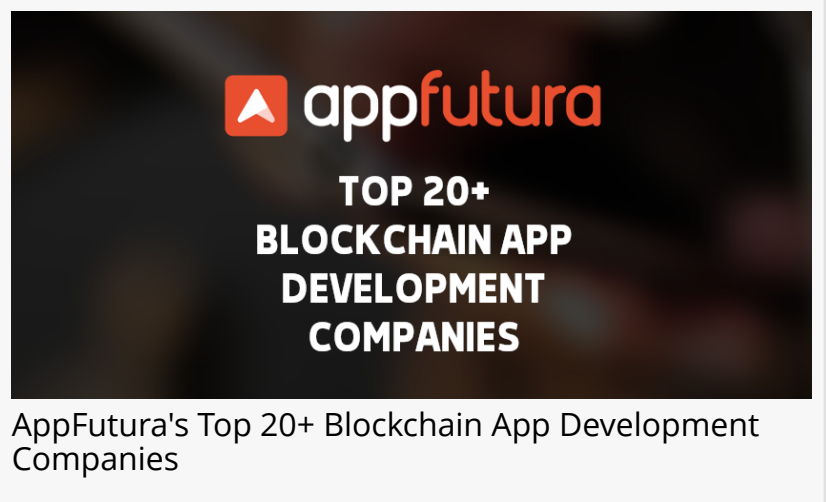 appfutura
TOP 20+
BLOCKCHAIN APP
DEVELOPMENT
COMPANIES
AppFutura's Top 20+ Blockchain App Development
Companies